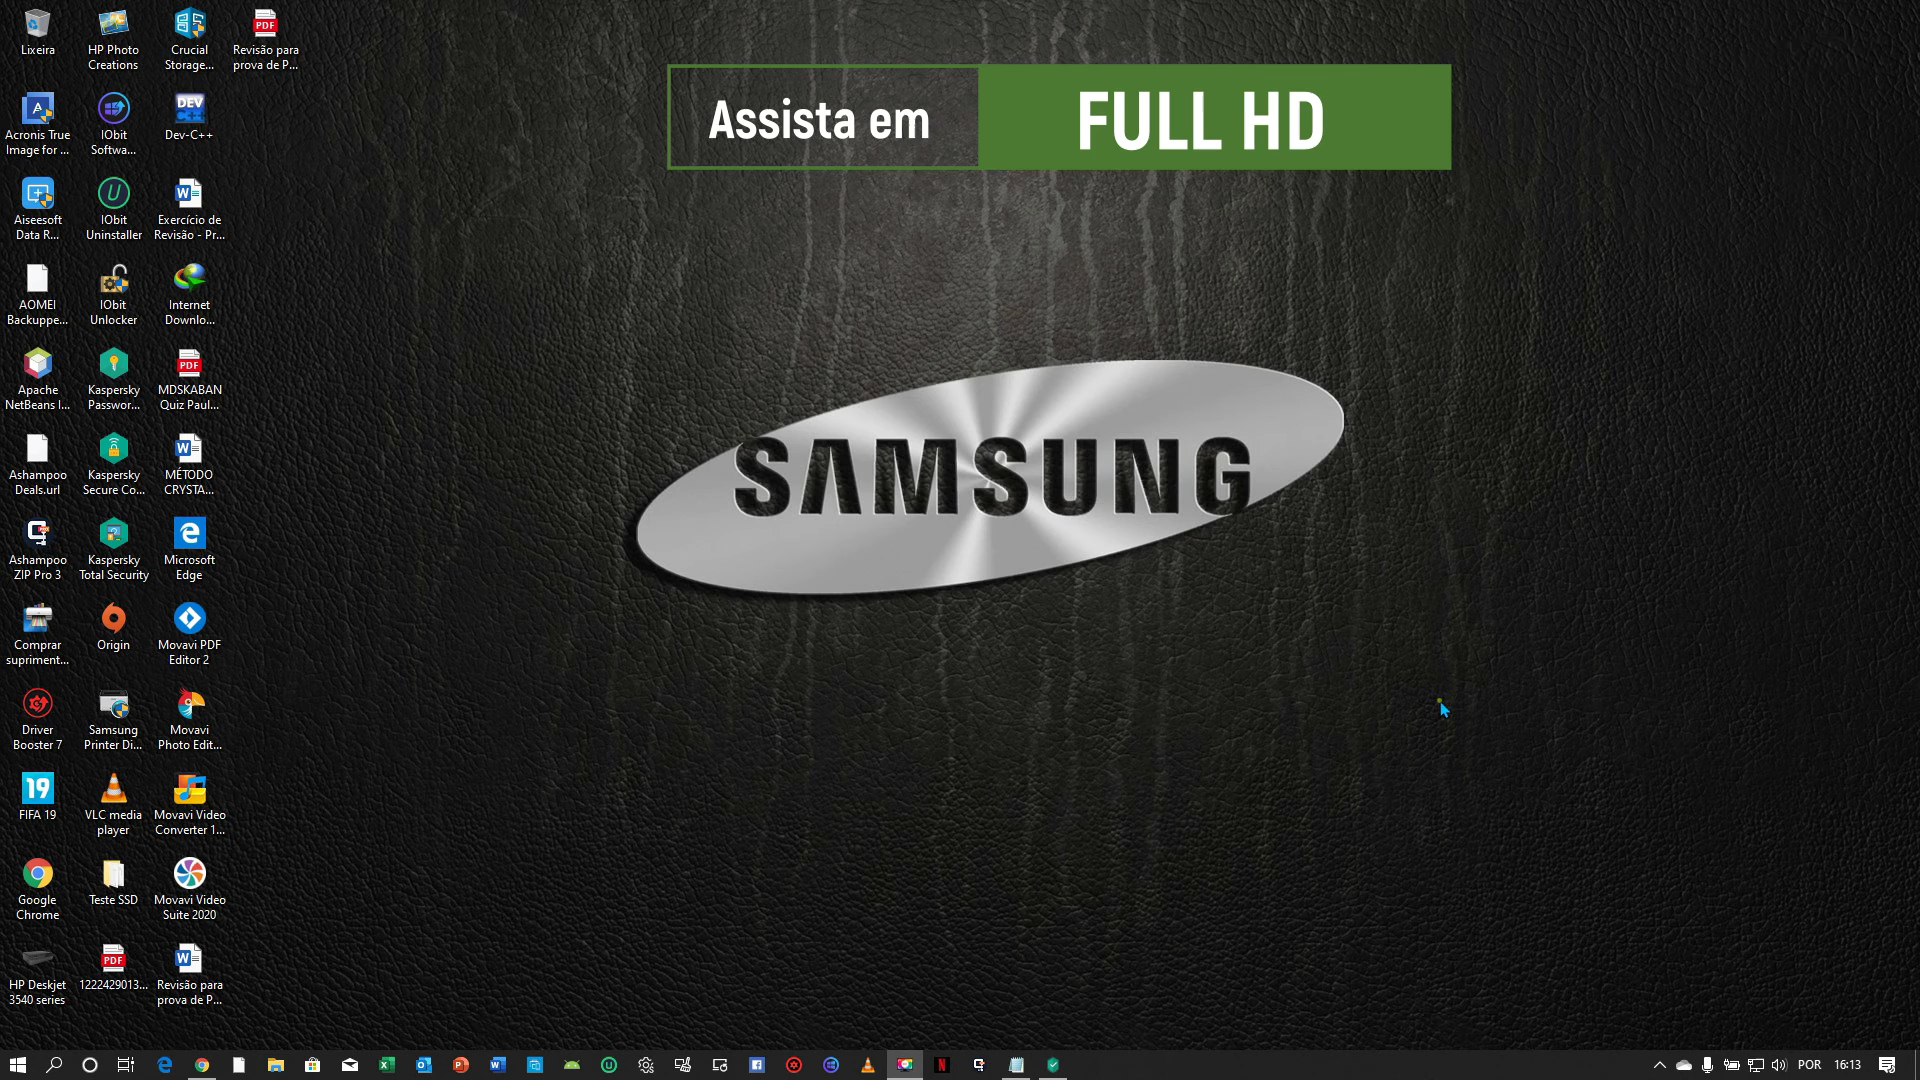 Lixeira
HP Photo
Creations
Crucial
Storage...
Revisão para
prova de P...
Acronis True
Image for ...
IObit
Softwa...
Dev-C++
Aiseesoft
Data R...
IObit
Uninstaller
Exercício de
Revisão - Pr...
AOMEI
Backuppe...
IObit
Unlocker
Internet
Downlo...
Apache
NetBeans I...
Kaspersky
Passwor...
MDSKABAN
Quiz Paul...
Ashampoo
Deals.url
Kaspersky
Secure Co...
MÉTODO
CRYSTA...
Ashampoo
ZIP Pro 3
Kaspersky
Total Security
Microsoft
Edge
Comprar
supriment...
Origin
Movavi PDF
Editor 2
Driver
Booster 7
Samsung
Printer Di...
Movavi
Photo Edit...
19
FIFA 19
VLC media
player
Movavi Video
Converter 1...
Google
Chrome
Teste SSD
Movavi Video
Suite 2020
HP Deskjet
3540 series
1222429013...
Revisão para
prova de P...
PDF
DEV
PDF
PDF
Assista em FULL HD
SAMSUNG
POR 16:13